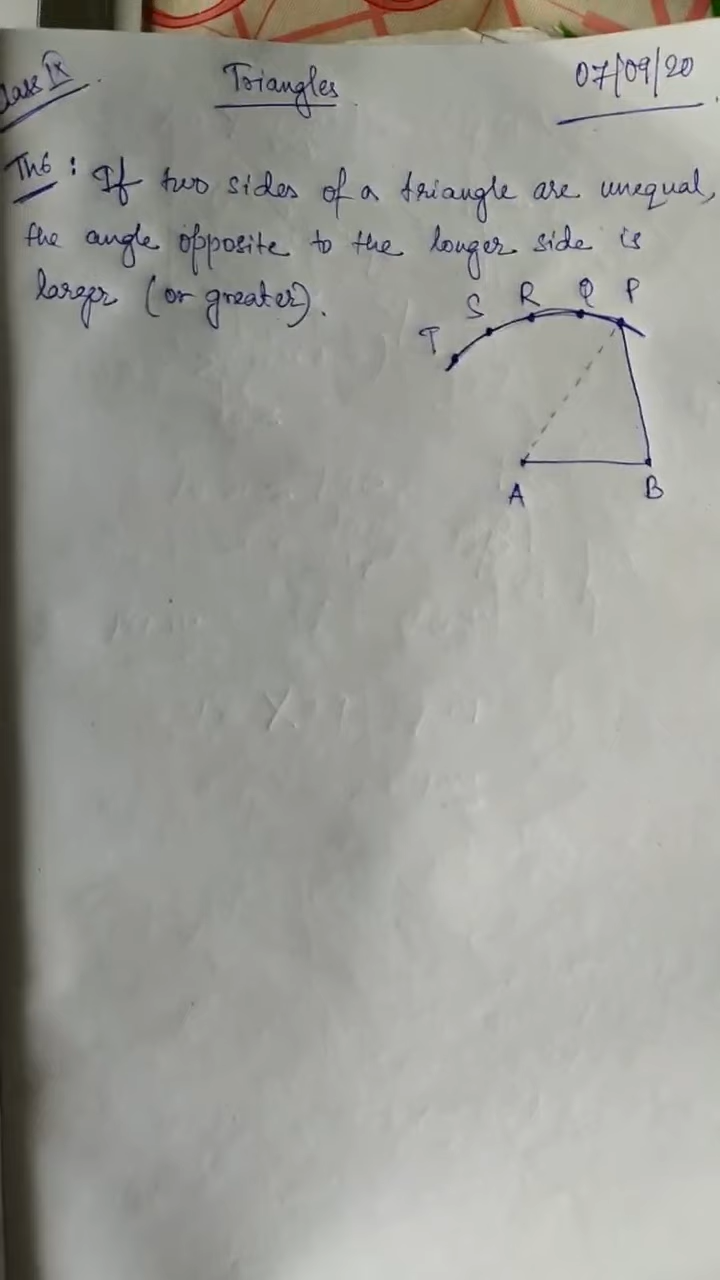 Class IX
Triangles
07/09/20
Th6 : If two sides of a triangle are unequal,
the angle opposite to the longer side is
larger (or greater).
T S R Q P
A B